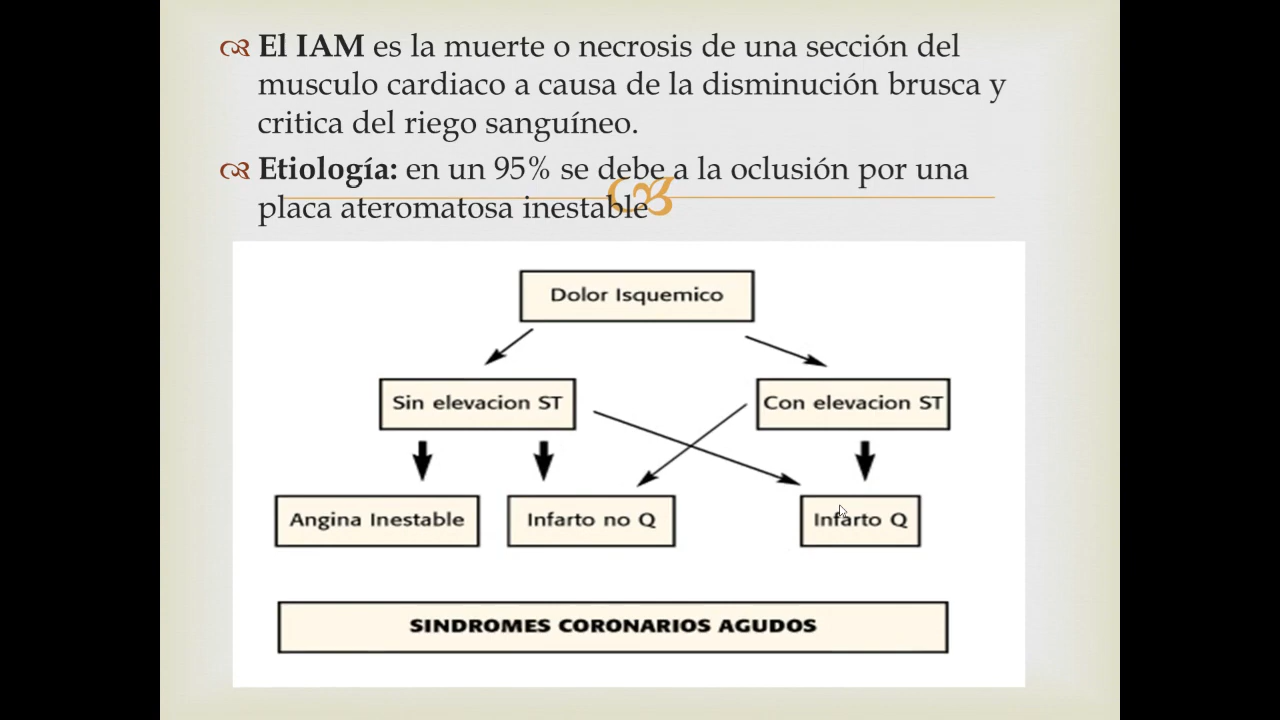 El IAM es la muerte o necrosis de una sección del
musculo cardiaco a causa de la disminución brusca y
critica del riego sanguíneo.
Etiología: en un 95% se debe a la oclusión por una
placa ateromatosa inestable
Dolor Isquemico
Sin elevacion ST
Con elevacion ST
Angina Inestable
Infarto no Q
Infarto Q
SINDROMES CORONARIOS AGUDOS